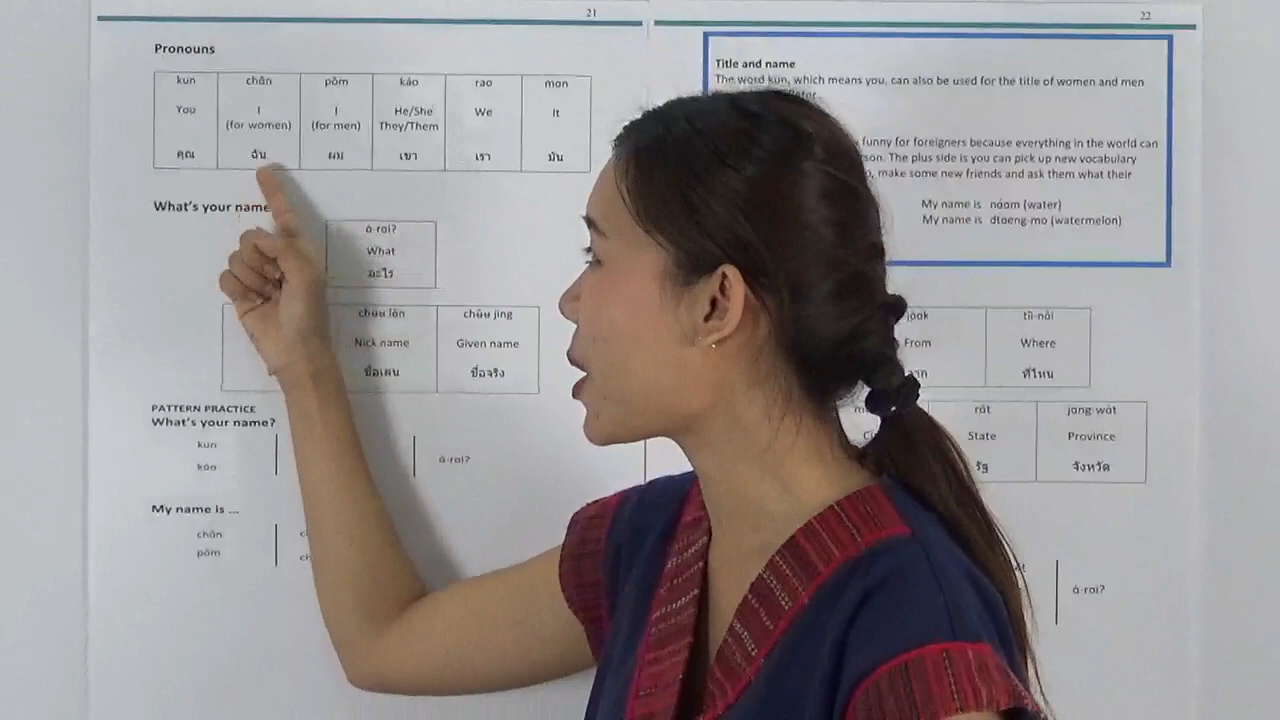 21
Pronouns
kun chăn pŏm káo rao man
You I I He/She We It
(for women) (for men) They/Them
คุณ ฉัน ผม เขา เรา มัน
What's your name
à-rai?
What
อะไร
chûu lên chûu jing
Nick name Given name
ชื่อเล่น ชื่อจริง
PATTERN PRACTICE
What's your name?
kun
káo à-rai?
My name is ...
chăn
pŏm
22
Title and name
The word kun, which means you, can also be used for the title of women and men
funny for foreigners because everything in the world can
The plus side is you can pick up new vocabulary
make some new friends and ask them what their
My name is náam (water)
My name is dtaeng-mo (watermelon)
jàak tîi-năi
From Where
ที่ไหน
rát jang-wàt
State Province
รัฐ จังหวัด
à-rai?